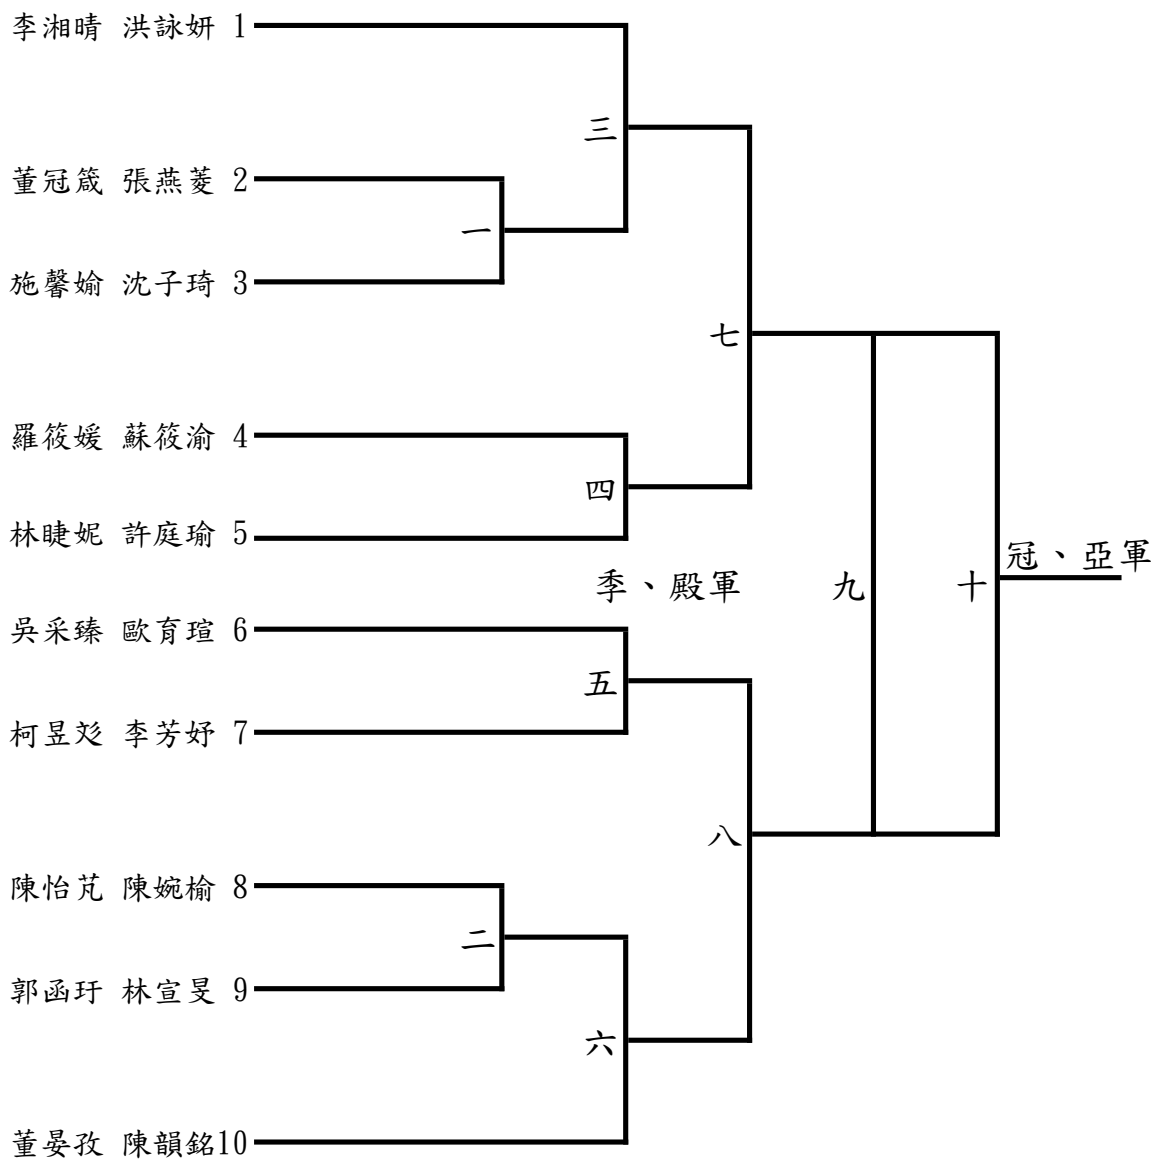 李湘晴 洪詠妍 1
三
董冠箴 張燕菱 2
一
施馨媮 沈子琦 3
七
羅筱媛 蘇筱渝 4
四
林睫妮 許庭瑜 5
冠、亞軍
季、殿軍 九 十
吳采臻 歐育瑄 6
五
柯昱彣 李芳妤 7
八
陳怡芃 陳婉榆 8
二
郭函玗 林宣旻 9
六
董晏孜 陳韻銘10